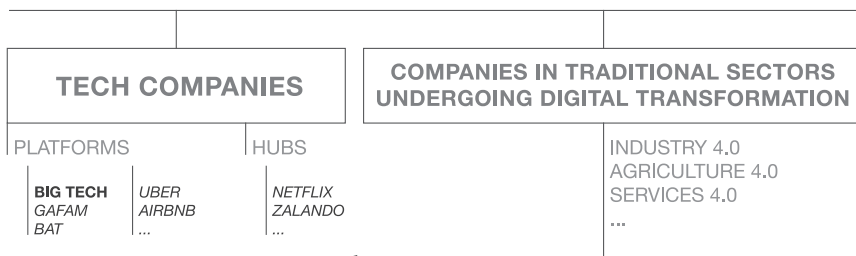 TECH COMPANIES
COMPANIES IN TRADITIONAL SECTORS
UNDERGOING DIGITAL TRANSFORMATION
PLATFORMS
HUBS
BIG TECH
GAFAM
BAT
UBER
AIRBNB
...
NETFLIX
ZALANDO
...
INDUSTRY 4.0
AGRICULTURE 4.0
SERVICES 4.0
...